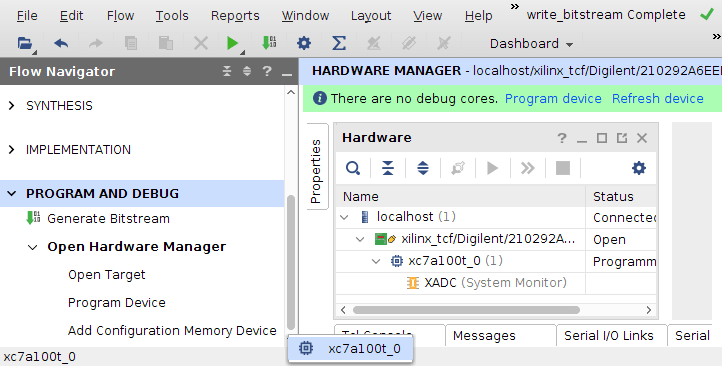 File Edit Flow Tools Reports Window Layout View Help » write_bitstream Complete
Dashboard »
Flow Navigator
HARDWARE MANAGER - localhost/xilinx_tcf/Digilent/210292A6EE
There are no debug cores. Program device Refresh device
SYNTHESIS
IMPLEMENTATION
PROGRAM AND DEBUG
Generate Bitstream
Open Hardware Manager
Open Target
Program Device
Add Configuration Memory Device
Properties
Hardware
Name Status
localhost (1) Connected
xilinx_tcf/Digilent/210292A... Open
xc7a100t_0 (1) Programm
XADC (System Monitor)
Tcl Console Messages Serial I/O Links Serial
xc7a100t_0
xc7a100t_0